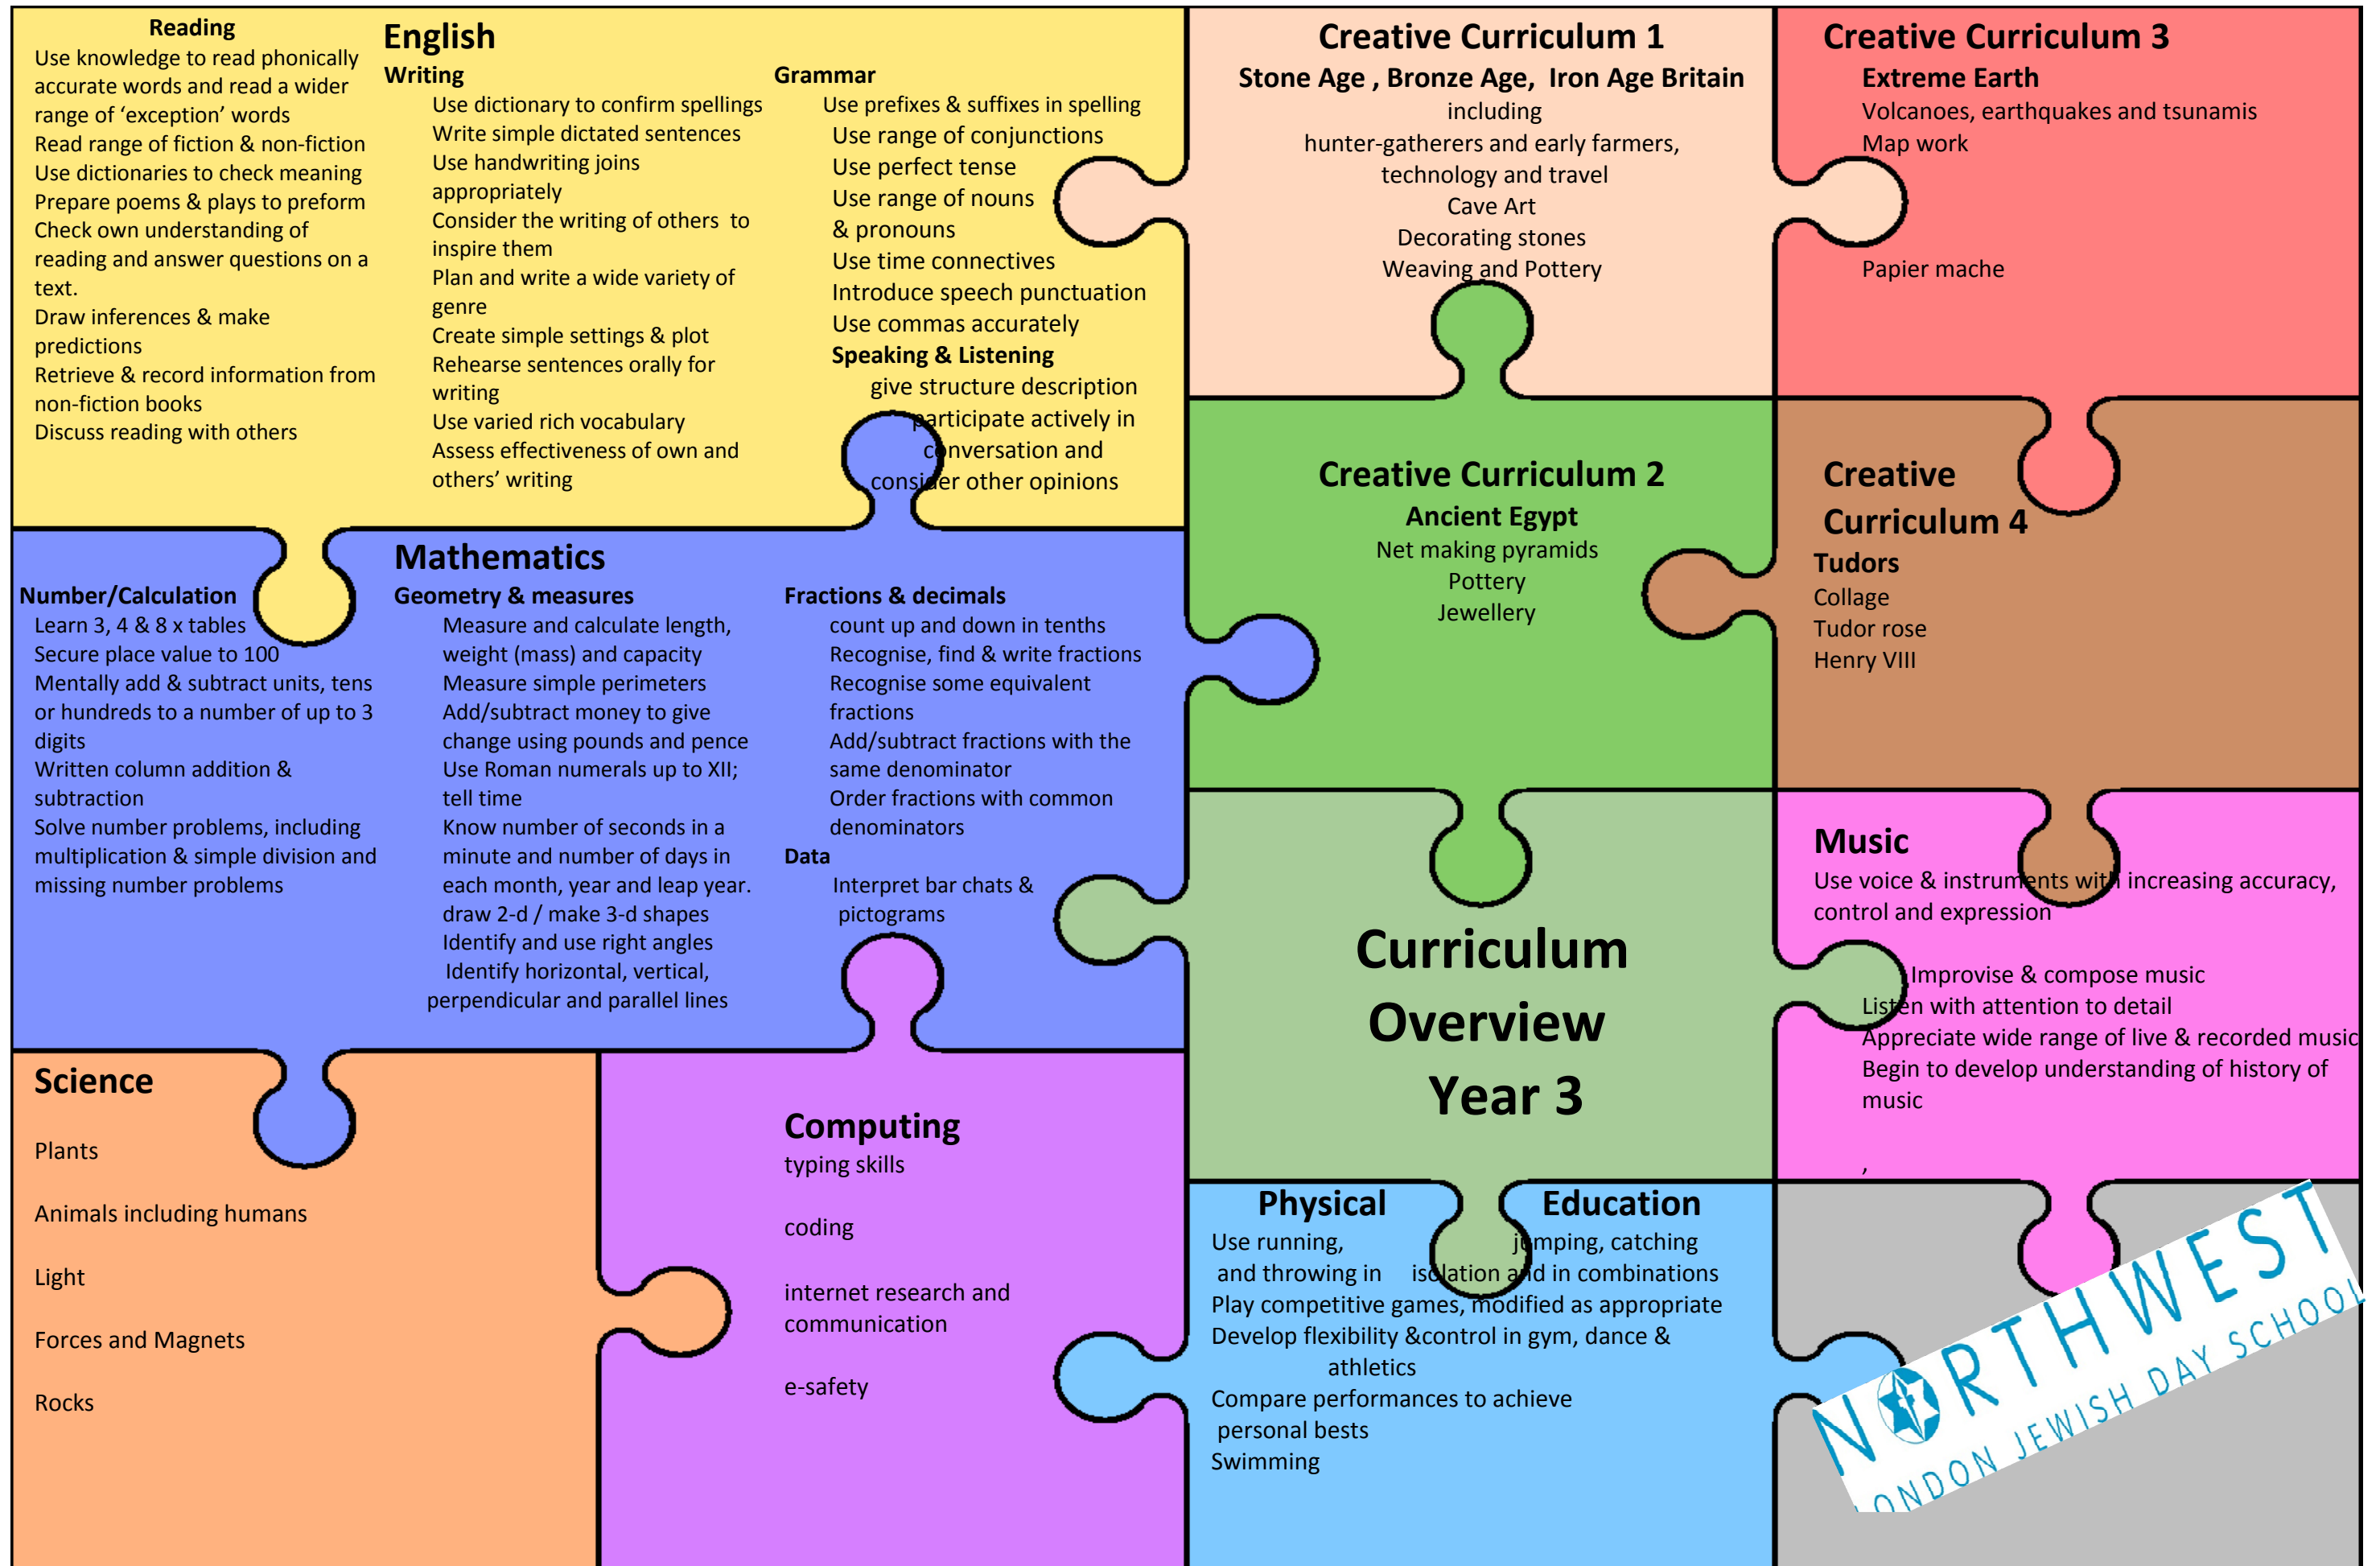 Reading
Use knowledge to read phonically
accurate words and read a wider
range of ‘exception’ words
Read range of fiction & non-fiction
Use dictionaries to check meaning
Prepare poems & plays to preform
Check own understanding of
reading and answer questions on a
text.
Draw inferences & make
predictions
Retrieve & record information from
non-fiction books
Discuss reading with others
English
Writing
Use dictionary to confirm spellings
Write simple dictated sentences
Use handwriting joins
appropriately
Consider the writing of others to
inspire them
Plan and write a wide variety of
genre
Create simple settings & plot
Rehearse sentences orally for
writing
Use varied rich vocabulary
Assess effectiveness of own and
others’ writing
Grammar
Use prefixes & suffixes in spelling
Use range of conjunctions
Use perfect tense
Use range of nouns
& pronouns
Use time connectives
Introduce speech punctuation
Use commas accurately
Speaking & Listening
give structure description
participate actively in
conversation and
consider other opinions
Creative Curriculum 1
Stone Age , Bronze Age, Iron Age Britain
including
hunter-gatherers and early farmers,
technology and travel
Cave Art
Decorating stones
Weaving and Pottery
Creative Curriculum 3
Extreme Earth
Volcanoes, earthquakes and tsunamis
Map work
Papier mache
Creative Curriculum 2
Ancient Egypt
Net making pyramids
Pottery
Jewellery
Creative
Curriculum 4
Tudors
Collage
Tudor rose
Henry VIII
Mathematics
Number/Calculation
Learn 3, 4 & 8 x tables
Secure place value to 100
Mentally add & subtract units, tens
or hundreds to a number of up to 3
digits
Written column addition &
subtraction
Solve number problems, including
multiplication & simple division and
missing number problems
Geometry & measures
Measure and calculate length,
weight (mass) and capacity
Measure simple perimeters
Add/subtract money to give
change using pounds and pence
Use Roman numerals up to XII;
tell time
Know number of seconds in a
minute and number of days in
each month, year and leap year.
draw 2-d / make 3-d shapes
Identify and use right angles
Identify horizontal, vertical,
perpendicular and parallel lines
Fractions & decimals
count up and down in tenths
Recognise, find & write fractions
Recognise some equivalent
fractions
Add/subtract fractions with the
same denominator
Order fractions with common
denominators
Data
Interpret bar chats &
pictograms
Curriculum
Overview
Year 3
Music
Use voice & instruments with increasing accuracy,
control and expression
Improvise & compose music
Listen with attention to detail
Appreciate wide range of live & recorded music
Begin to develop understanding of history of
music
,
Science
Plants
Animals including humans
Light
Forces and Magnets
Rocks
Computing
typing skills
coding
internet research and
communication
e-safety
Physical Education
Use running, jumping, catching
and throwing in isolation and in combinations
Play competitive games, modified as appropriate
Develop flexibility &control in gym, dance &
athletics
Compare performances to achieve
personal bests
Swimming
NORTHWEST
LONDON JEWISH DAY SCHOOL